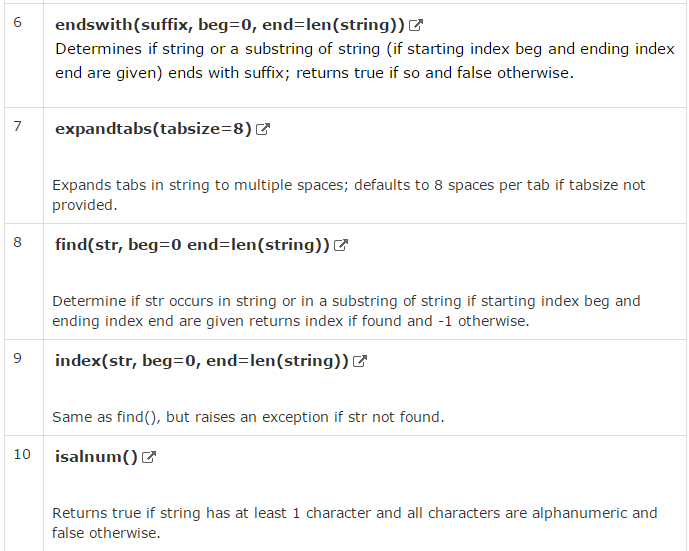 6
endswith(suffix, beg=0, end=len(string))
Determines if string or a substring of string (if starting index beg and ending index
end are given) ends with suffix; returns true if so and false otherwise.
7
expandtabs(tabsize=8)
Expands tabs in string to multiple spaces; defaults to 8 spaces per tab if tabsize not
provided.
8
find(str, beg=0 end=len(string))
Determine if str occurs in string or in a substring of string if starting index beg and
ending index end are given returns index if found and -1 otherwise.
9
index(str, beg=0, end=len(string))
Same as find(), but raises an exception if str not found.
10
isalnum()
Returns true if string has at least 1 character and all characters are alphanumeric and
false otherwise.